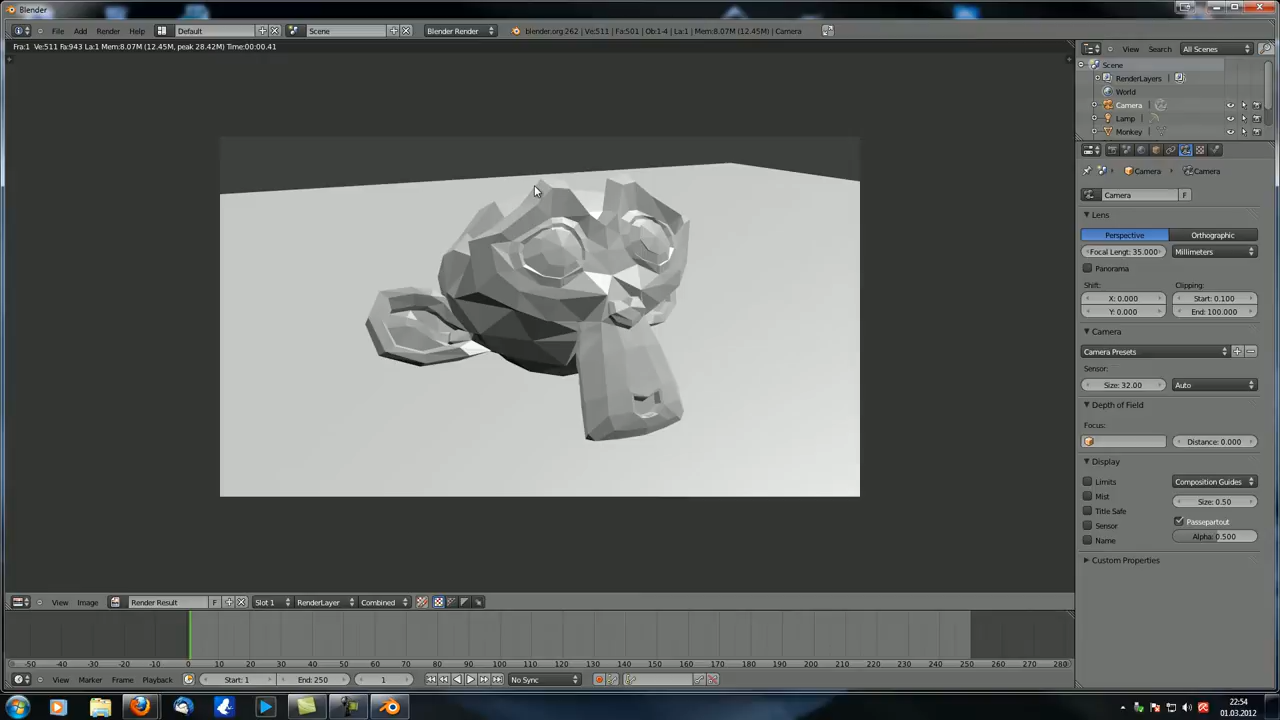 Blender
File Add Render Help Default Scene Blender Render blender.org 262 | Ve:511 | Fa:501 | Ob:1-4 | La:1 | Mem:8.07M (12.45M) | Camera
Fra:1 Ve:511 Fa:943 La:1 Mem:8.07M (12.45M, peak 28.42M) Time:00:00.41
View Search All Scenes
Scene
RenderLayers
World
Camera
Lamp
Monkey
Camera Camera
Camera F
Lens
Perspective Orthographic
Focal Lengt: 35.000 Millimeters
Panorama
Shift: Clipping:
X: 0.000 Start: 0.100
Y: 0.000 End: 100.000
Camera
Camera Presets
Sensor:
Size: 32.00 Auto
Depth of Field
Focus:
Distance: 0.000
Display
Limits Composition Guides
Mist Size: 0.50
Title Safe Passepartout
Sensor Alpha: 0.500
Name
Custom Properties
View Image Render Result F Slot 1 RenderLayer Combined
-50 -40 -30 -20 -10 0 10 20 30 40 50 60 70 80 90 100 110 120 130 140 150 160 170 180 190 200 210 220 230 240 250 260 270 280
View Marker Frame Playback Start: 1 End: 250 1 No Sync
22:54
01.03.2012